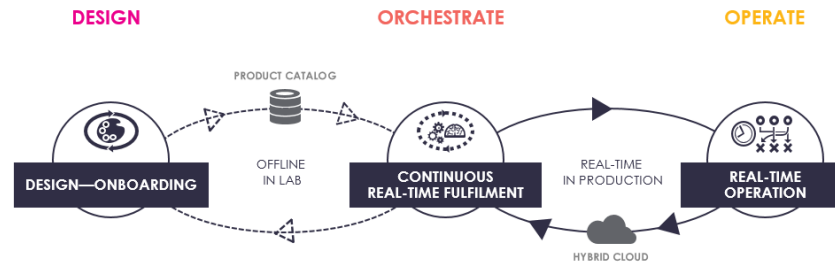 DESIGN
ORCHESTRATE
OPERATE
PRODUCT CATALOG
DESIGN—ONBOARDING
OFFLINE
IN LAB
CONTINUOUS
REAL-TIME FULFILMENT
REAL-TIME
IN PRODUCTION
REAL-TIME
OPERATION
HYBRID CLOUD